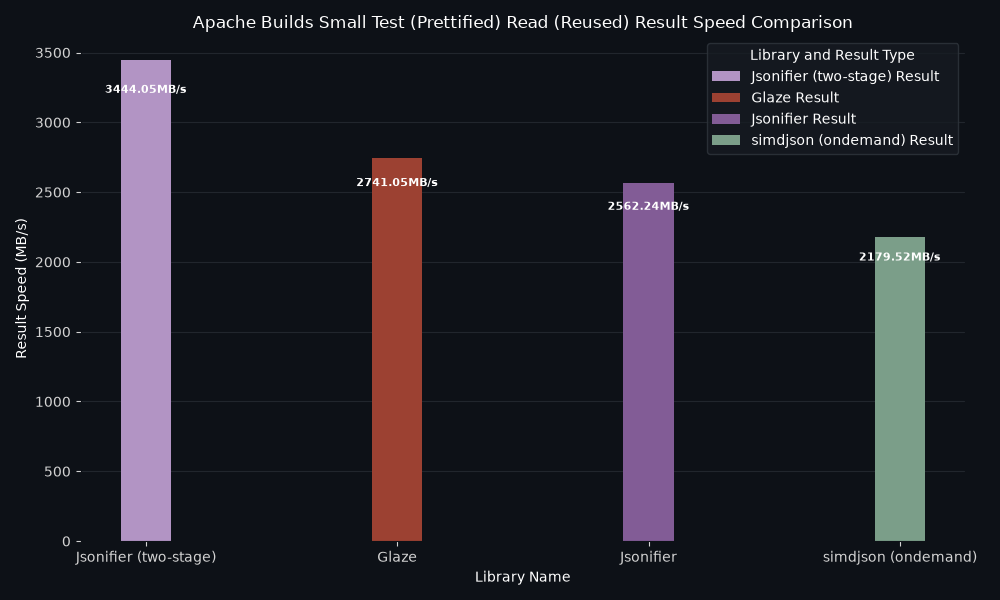 Apache Builds Small Test (Prettified) Read (Reused) Result Speed Comparison
Library and Result Type
Jsonifier (two-stage) Result
Glaze Result
Jsonifier Result
simdjson (ondemand) Result
Result Speed (MB/s)
3500
3000
2500
2000
1500
1000
500
0
3444.05MB/s
2741.05MB/s
2562.24MB/s
2179.52MB/s
Jsonifier (two-stage)
Glaze
Jsonifier
simdjson (ondemand)
Library Name